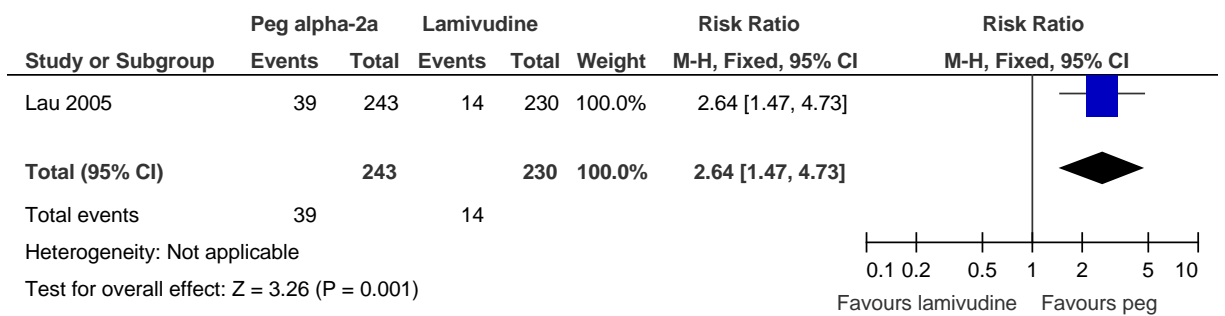 Peg alpha-2a Lamivudine Risk Ratio Risk Ratio
Study or Subgroup Events Total Events Total Weight M-H, Fixed, 95% CI M-H, Fixed, 95% CI
Lau 2005 39 243 14 230 100.0% 2.64 [1.47, 4.73]
Total (95% CI) 243 230 100.0% 2.64 [1.47, 4.73]
Total events 39 14
Heterogeneity: Not applicable
Test for overall effect: Z = 3.26 (P = 0.001)
0.1 0.2 0.5 1 2 5 10
Favours lamivudine Favours peg